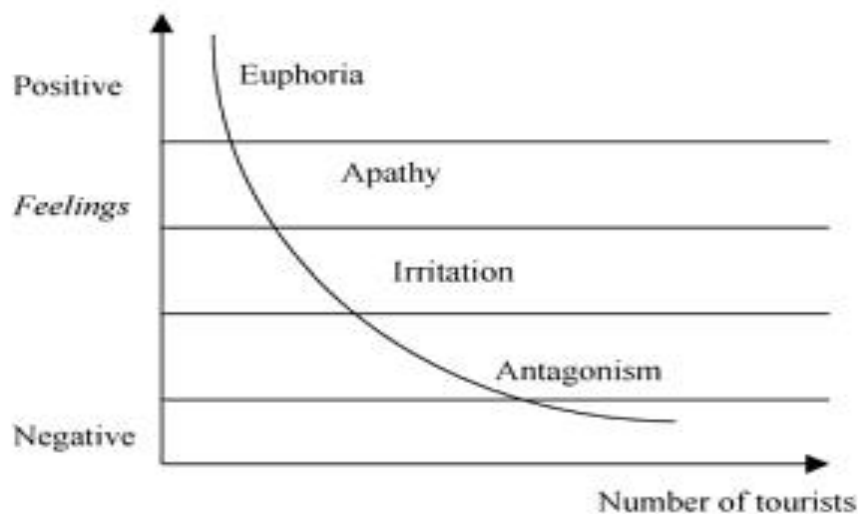 Euphoria
Positive
Apathy
Feelings
Irritation
Antagonism
Negative
Number of tourists